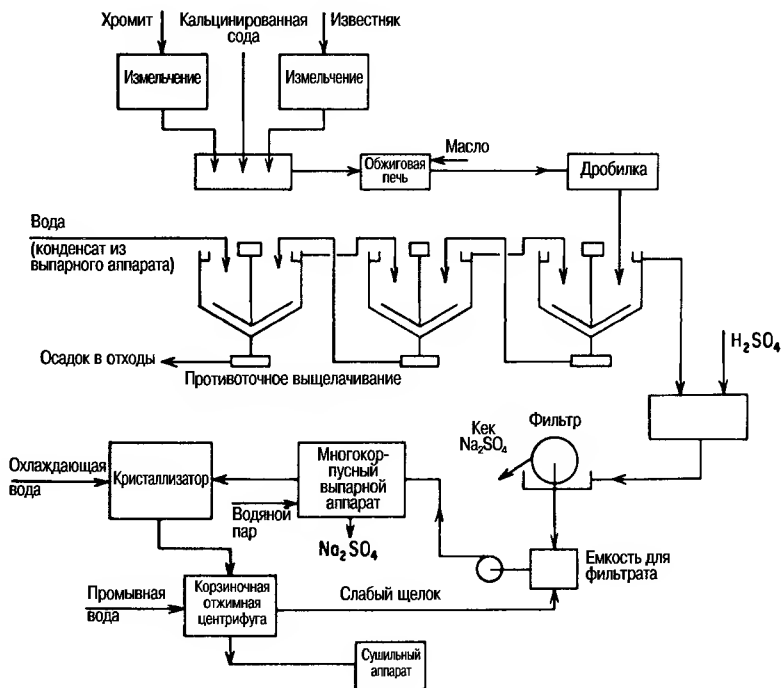 Хромит
Кальцинированная
сода
Известняк
Измельчение
Измельчение
Обжиговая
печь
Масло
Дробилка
Вода
(конденсат из
выпарного аппарата)
Осадок в отходы
Противоточное выщелачивание
H₂SO₄
Кек
Na₂SO₄
Фильтр
Охлаждающая
вода
Кристаллизатор
Многокор-
пусный
выпарной
аппарат
Водяной
пар
Na₂SO₄
Емкость для
фильтрата
Промывная
вода
Корзиночная
отжимная
центрифуга
Слабый щелок
Сушильный
аппарат